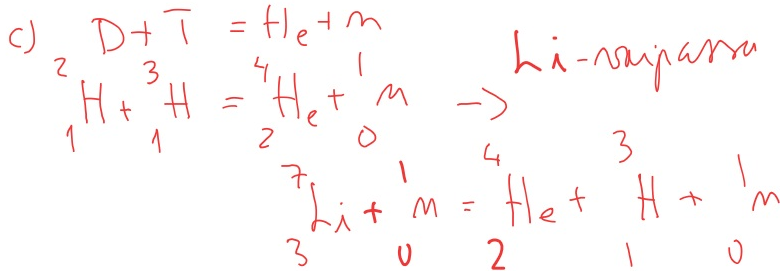 c) D + T = He + n
²₁H + ³₁H = ⁴₂He + ¹₀n →
Li-vaipassa
⁷₃Li + ¹₀n = ⁴₂He + ³₁H + ¹₀n